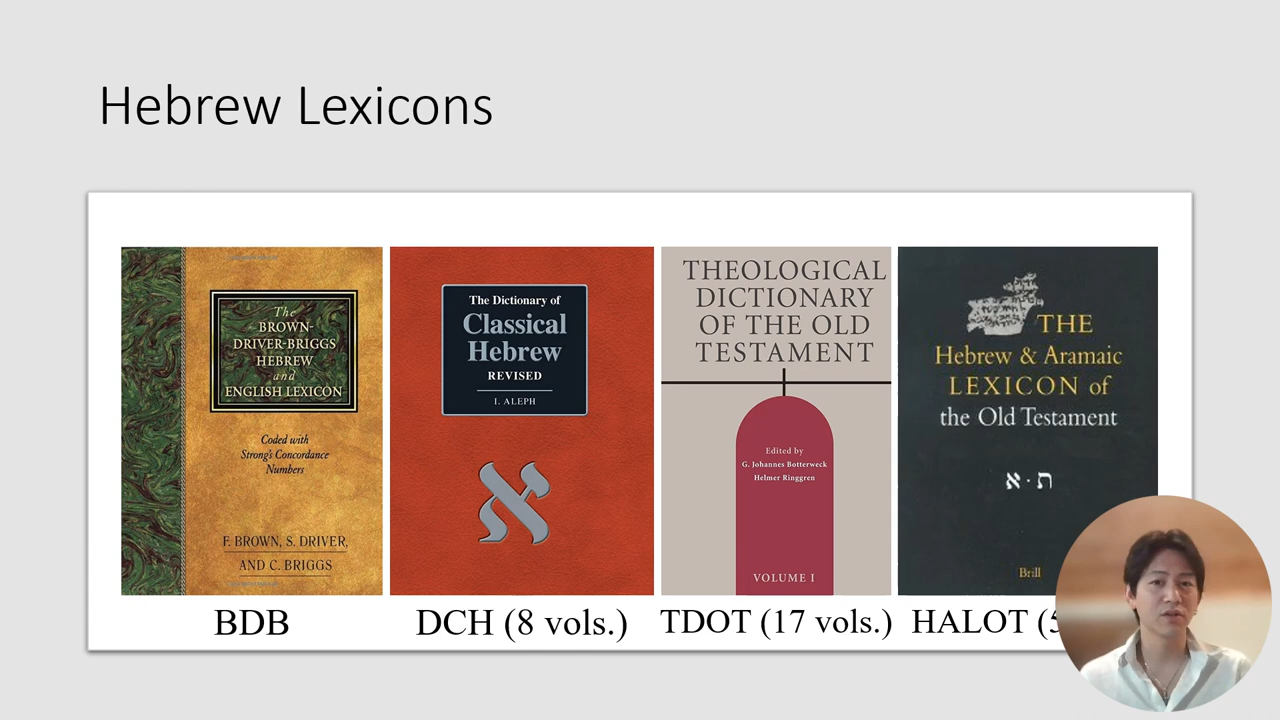 Hebrew Lexicons
The
BROWN-
DRIVER-BRIGGS
HEBREW
and
ENGLISH LEXICON
Coded with
Strong's Concordance
Numbers
F. BROWN, S. DRIVER,
AND C. BRIGGS
BDB
The Dictionary of
Classical
Hebrew
REVISED
I. ALEPH
א
DCH (8 vols.)
THEOLOGICAL
DICTIONARY
OF THE OLD
TESTAMENT
Edited by
G. Johannes Botterweck
Helmer Ringgren
VOLUME I
TDOT (17 vols.)
THE
Hebrew & Aramaic
LEXICON of
the Old Testament
א · ת
Brill
HALOT (5